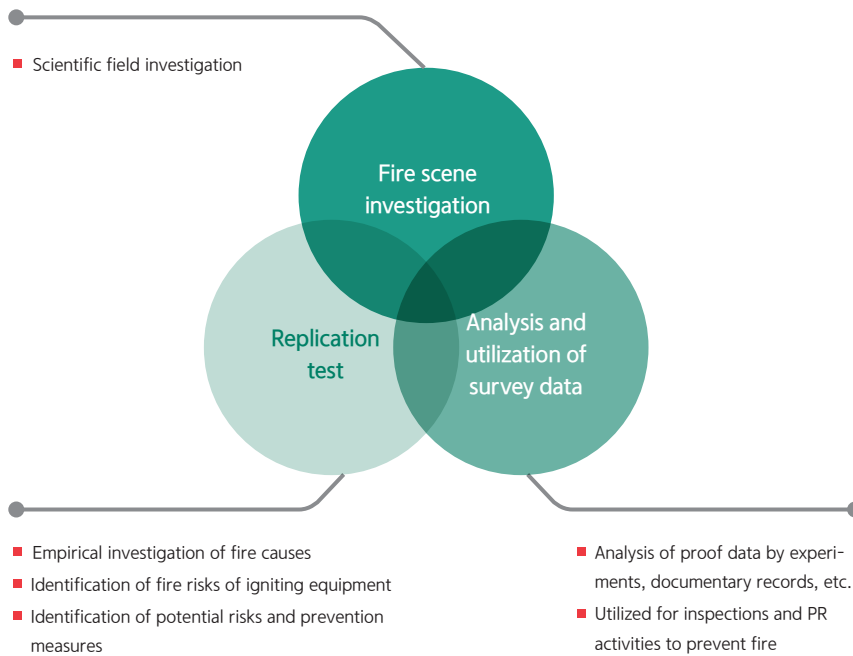 Scientific field investigation
Fire scene
investigation
Replication
test
Analysis and
utilization of
survey data
Empirical investigation of fire causes
Identification of fire risks of igniting equipment
Identification of potential risks and prevention
measures
Analysis of proof data by experi-
ments, documentary records, etc.
Utilized for inspections and PR
activities to prevent fire